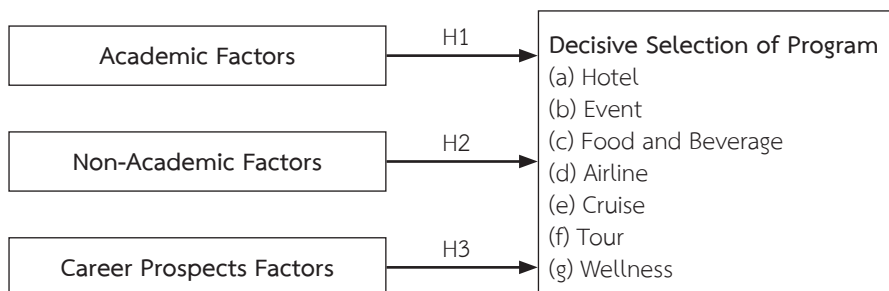 Academic Factors
H1
Non-Academic Factors
H2
Career Prospects Factors
H3
Decisive Selection of Program
(a) Hotel
(b) Event
(c) Food and Beverage
(d) Airline
(e) Cruise
(f) Tour
(g) Wellness